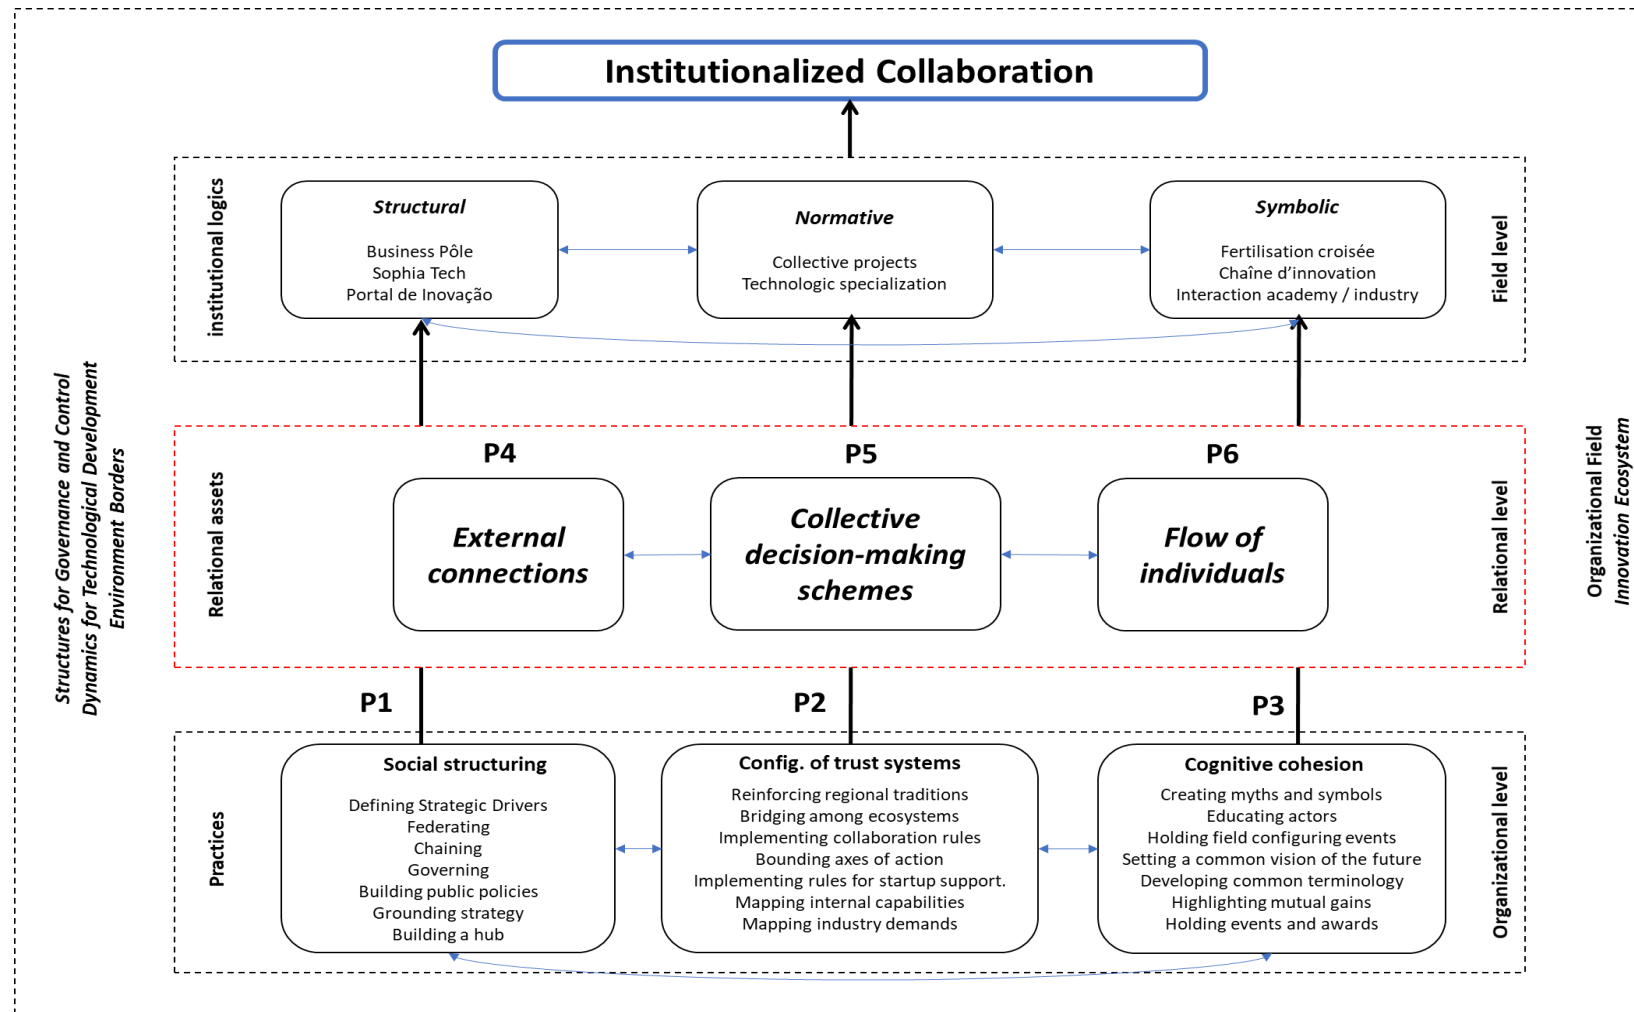 Institutionalized Collaboration
institutional logics
Structural
Business Pôle
Sophia Tech
Portal de Inovação
Normative
Collective projects
Technologic specialization
Symbolic
Fertilisation croisée
Chaîne d'innovation
Interaction academy / industry
Field level
Structures for Governance and Control
Dynamics for Technological Development
Environment Borders
Relational assets
P4
External
connections
P5
Collective
decision-making
schemes
P6
Flow of
individuals
Relational level
Organizational Field
Innovation Ecosystem
P1
P2
P3
Practices
Social structuring
Defining Strategic Drivers
Federating
Chaining
Governing
Building public policies
Grounding strategy
Building a hub
Config. of trust systems
Reinforcing regional traditions
Bridging among ecosystems
Implementing collaboration rules
Bounding axes of action
Implementing rules for startup support.
Mapping internal capabilities
Mapping industry demands
Cognitive cohesion
Creating myths and symbols
Educating actors
Holding field configuring events
Setting a common vision of the future
Developing common terminology
Highlighting mutual gains
Holding events and awards
Organizational level